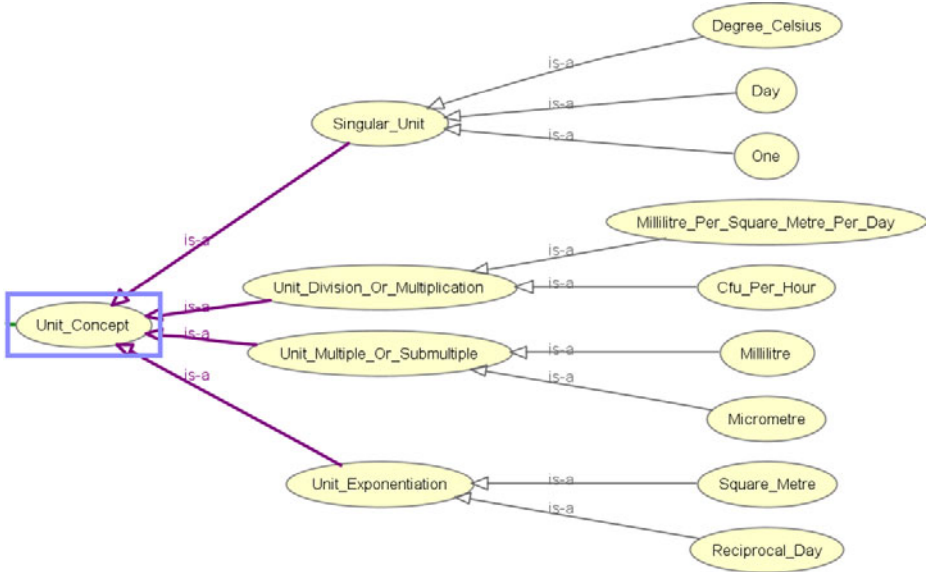 Degree_Celsius
is-a
Day
is-a
Singular_Unit
is-a
One
Millilitre_Per_Square_Metre_Per_Day
is-a
is-a
Unit_Division_Or_Multiplication
is-a
Cfu_Per_Hour
is-a
Unit_Concept
is-a
Unit_Multiple_Or_Submultiple
is-a
Millilitre
is-a
is-a
Micrometre
Unit_Exponentiation
is-a
Square_Metre
is-a
Reciprocal_Day